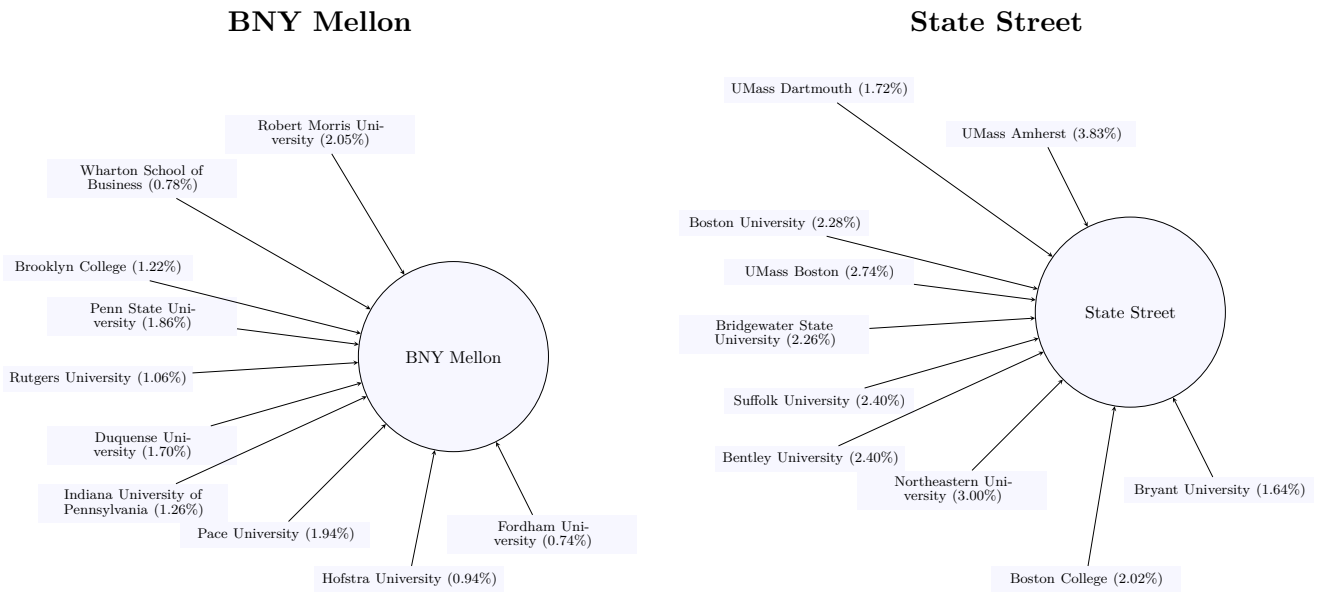 BNY Mellon
Robert Morris Uni-
versity (2.05%)
Wharton School of
Business (0.78%)
Brooklyn College (1.22%)
Penn State Uni-
versity (1.86%)
Rutgers University (1.06%)
Duquense Uni-
versity (1.70%)
Indiana University of
Pennsylvania (1.26%)
Pace University (1.94%)
Hofstra University (0.94%)
Fordham Uni-
versity (0.74%)
BNY Mellon
State Street
UMass Dartmouth (1.72%)
UMass Amherst (3.83%)
Boston University (2.28%)
UMass Boston (2.74%)
Bridgewater State
University (2.26%)
Suffolk University (2.40%)
Bentley University (2.40%)
Northeastern Uni-
versity (3.00%)
Boston College (2.02%)
Bryant University (1.64%)
State Street